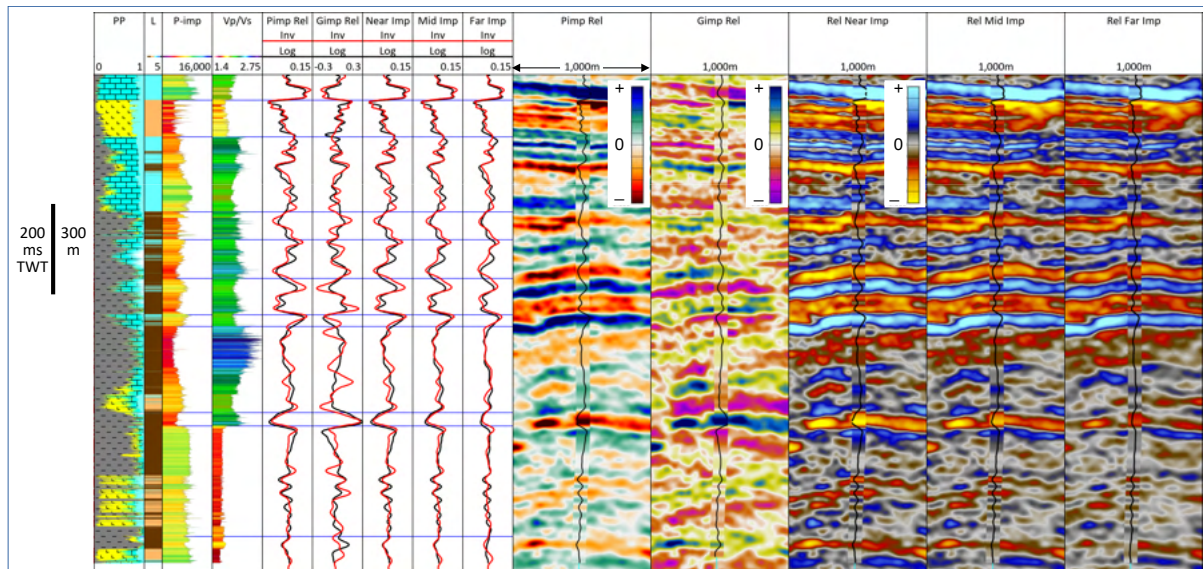 PP L P-imp Vp/Vs Pimp Rel Gimp Rel Near Imp Mid Imp Far Imp Pimp Rel Gimp Rel Rel Near Imp Rel Mid Imp Rel Far Imp
Inv Inv Inv Inv Inv
Log Log Log Log log
0 1 5 16,000 1.4 2.75 0.15 -0.3 0.3 0.15 0.15 0.15 1,000m 1,000m 1,000m 1,000m 1,000m
+ + +
0 0 0
– – –
200 300
ms m
TWT